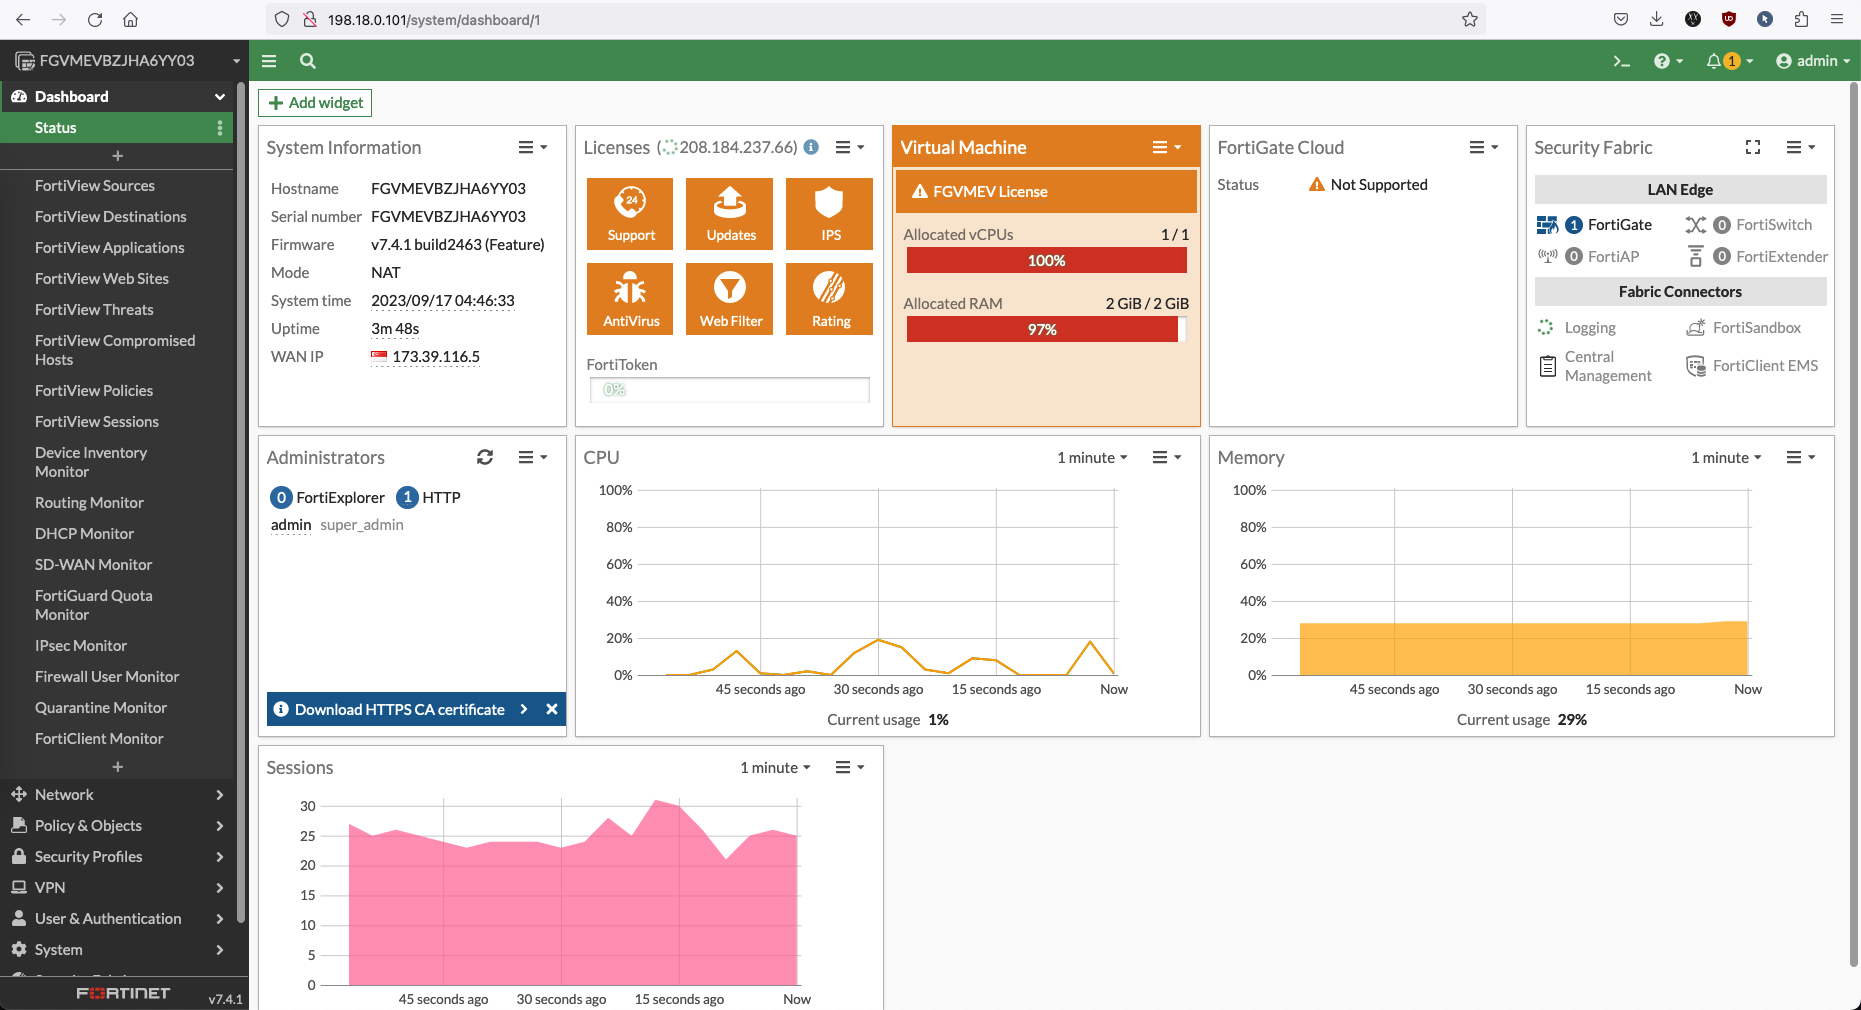 198.18.0.101/system/dashboard/1
FGVMEVBZJHA6YY03
1
admin
Dashboard
Status
FortiView Sources
FortiView Destinations
FortiView Applications
FortiView Web Sites
FortiView Threats
FortiView Compromised
Hosts
FortiView Policies
FortiView Sessions
Device Inventory
Monitor
Routing Monitor
DHCP Monitor
SD-WAN Monitor
FortiGuard Quota
Monitor
IPsec Monitor
Firewall User Monitor
Quarantine Monitor
FortiClient Monitor
Network
Policy & Objects
Security Profiles
VPN
User & Authentication
System
FORTINET
v7.4.1
Add widget
System Information
Hostname FGVMEVBZJHA6YY03
Serial number FGVMEVBZJHA6YY03
Firmware v7.4.1 build2463 (Feature)
Mode NAT
System time 2023/09/17 04:46:33
Uptime 3m 48s
WAN IP 173.39.116.5
Licenses (208.184.237.66)
24
Support Updates IPS
AntiVirus Web Filter Rating
FortiToken
0%
Virtual Machine
FGVMEV License
Allocated vCPUs 1 / 1
100%
Allocated RAM 2 GiB / 2 GiB
97%
FortiGate Cloud
Status Not Supported
Security Fabric
LAN Edge
1 FortiGate 0 FortiSwitch
0 FortiAP 0 FortiExtender
Fabric Connectors
Logging FortiSandbox
Central
Management
FortiClient EMS
Administrators
0 FortiExplorer 1 HTTP
admin super_admin
Download HTTPS CA certificate
CPU 1 minute
100%
80%
60%
40%
20%
0%
45 seconds ago 30 seconds ago 15 seconds ago Now
Current usage 1%
Memory 1 minute
100%
80%
60%
40%
20%
0%
45 seconds ago 30 seconds ago 15 seconds ago Now
Current usage 29%
Sessions 1 minute
30
25
20
15
10
5
0
45 seconds ago 30 seconds ago 15 seconds ago Now